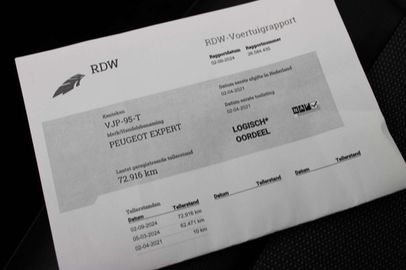 RDW
RDW-Voertuigrapport
Rapportdatum Rapportnummer
02-09-2024 39.564.435
Kenteken
VJP-95-T
Merk/Handelsbenaming
PEUGEOT EXPERT
Datum eerste afgifte in Nederland
02-04-2021
Datum eerste toelating
02-04-2021
Laatst geregistreerde tellerstand
72.916 km
LOGISCH*
OORDEEL
NAP
Tellerstanden
Datum Tellerstand Datum Tellerstand Datum Tellerstand
02-09-2024 72.916 km
05-03-2024 62.471 km
02-04-2021 10 km